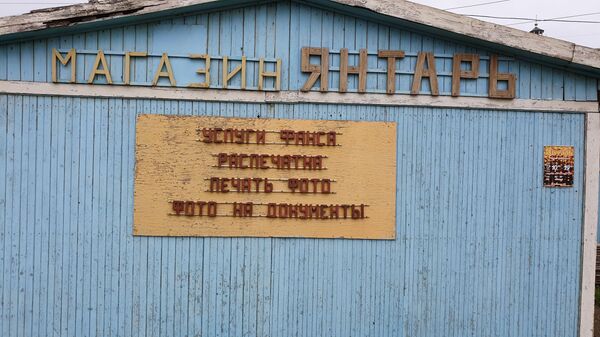 МАГАЗИН ЯНТАРЬ
УСЛУГИ ФАКСА
РАСПЕЧАТКА
ПЕЧАТЬ ФОТО
ФОТО НА ДОКУМЕНТЫ